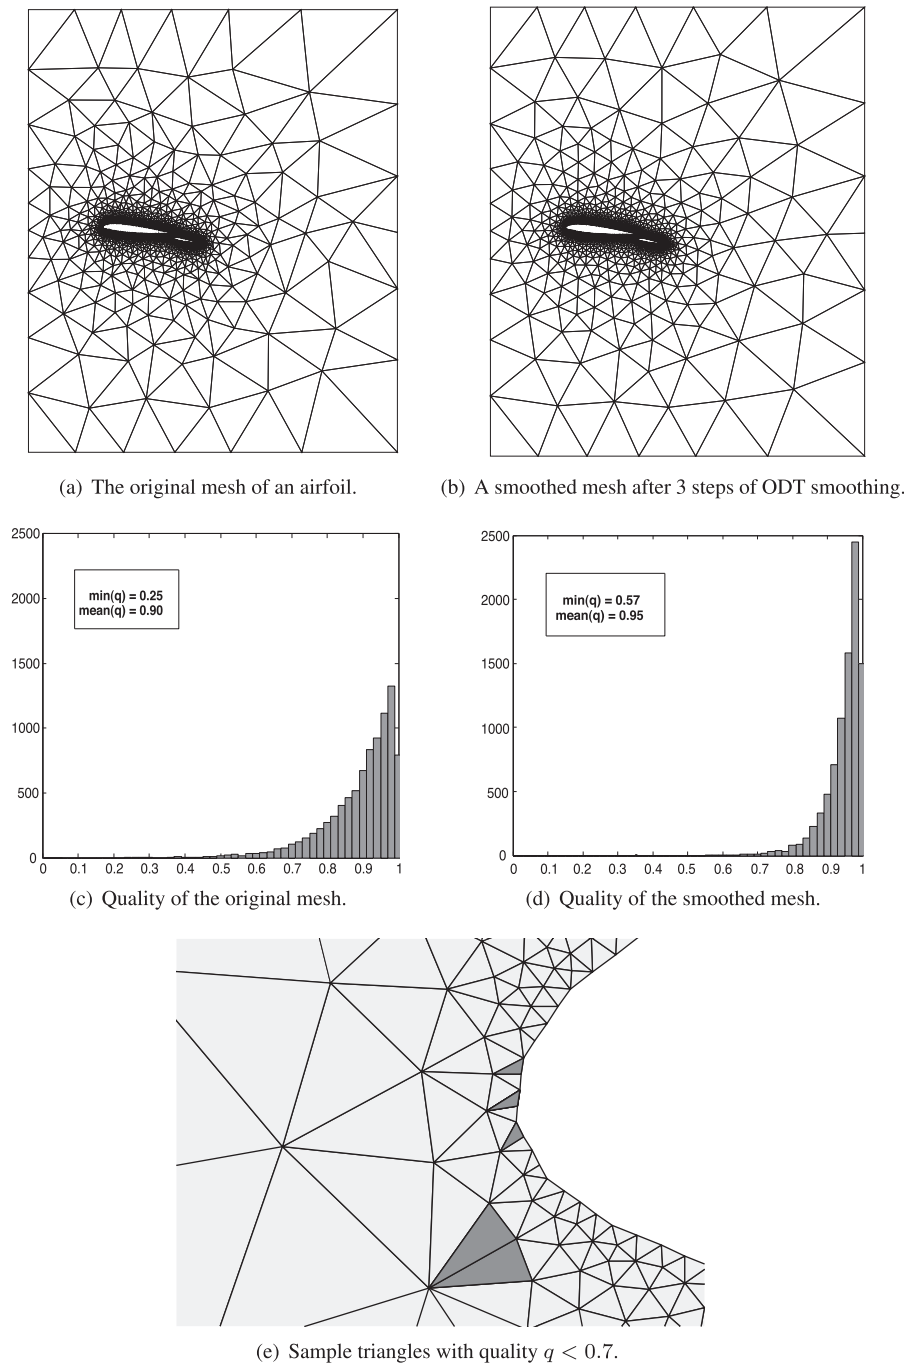 (a) The original mesh of an airfoil.
(b) A smoothed mesh after 3 steps of ODT smoothing.
2500
2000
1500
1000
500
0
min(q) = 0.25
mean(q) = 0.90
0 0.1 0.2 0.3 0.4 0.5 0.6 0.7 0.8 0.9 1
(c) Quality of the original mesh.
2500
2000
1500
1000
500
0
min(q) = 0.57
mean(q) = 0.95
0 0.1 0.2 0.3 0.4 0.5 0.6 0.7 0.8 0.9 1
(d) Quality of the smoothed mesh.
(e) Sample triangles with quality q < 0.7.